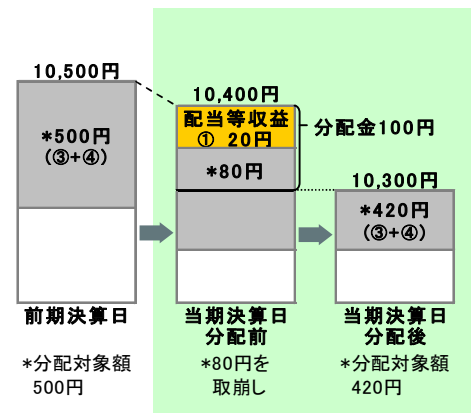 10,500円
*500円
(③+④)
前期決算日
*分配対象額
500円
10,400円
配当等収益
① 20円
*80円
分配金100円
当期決算日
分配前
*80円を
取崩し
10,300円
*420円
(③+④)
当期決算日
分配後
*分配対象額
420円